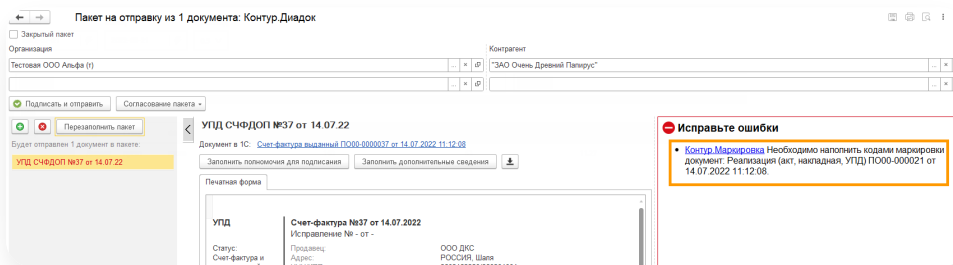 Пакет на отправку из 1 документа: Контур.Диадок
Закрытый пакет
Организация
Контрагент
Тестовая ООО Альфа (т)
"ЗАО Очень Древний Папирус"
Подписать и отправить
Согласование пакета
Перезаполнить пакет
Будет отправлен 1 документ в пакете:
УПД СЧФДОП №37 от 14.07.22
УПД СЧФДОП №37 от 14.07.22
Документ в 1С: Счет-фактура выданный ПО00-0000037 от 14.07.2022 11:12:08
Заполнить полномочия для подписания
Заполнить дополнительные сведения
Печатная форма
УПД
Счет-фактура №37 от 14.07.2022
Исправление № - от -
Статус:
Продавец:
ООО ДКС
Счет-фактура и
Адрес:
РОССИЯ, Шаля
Исправьте ошибки
Контур.Маркировка Необходимо наполнить кодами маркировки
документ: Реализация (акт, накладная, УПД) ПО00-000021 от
14.07.2022 11:12:08.